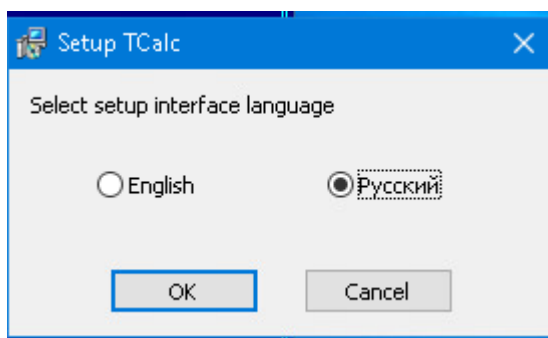 Setup TCalc
Select setup interface language
English Русский
OK Cancel